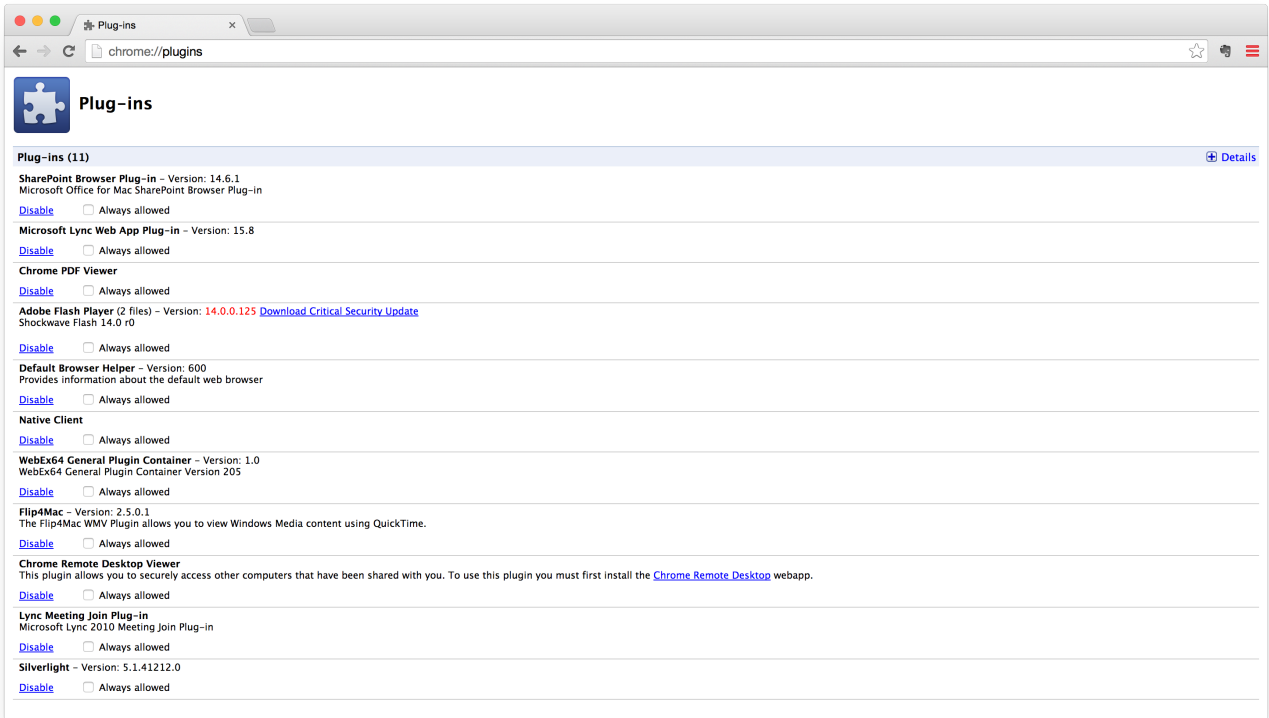 Plug-ins
chrome://plugins
Plug-ins
Plug-ins (11)
Details
SharePoint Browser Plug-in – Version: 14.6.1
Microsoft Office for Mac SharePoint Browser Plug-in
Disable Always allowed
Microsoft Lync Web App Plug-in – Version: 15.8
Disable Always allowed
Chrome PDF Viewer
Disable Always allowed
Adobe Flash Player (2 files) – Version: 14.0.0.125 Download Critical Security Update
Shockwave Flash 14.0 r0
Disable Always allowed
Default Browser Helper – Version: 600
Provides information about the default web browser
Disable Always allowed
Native Client
Disable Always allowed
WebEx64 General Plugin Container – Version: 1.0
WebEx64 General Plugin Container Version 205
Disable Always allowed
Flip4Mac – Version: 2.5.0.1
The Flip4Mac WMV Plugin allows you to view Windows Media content using QuickTime.
Disable Always allowed
Chrome Remote Desktop Viewer
This plugin allows you to securely access other computers that have been shared with you. To use this plugin you must first install the Chrome Remote Desktop webapp.
Disable Always allowed
Lync Meeting Join Plug-in
Microsoft Lync 2010 Meeting Join Plug-in
Disable Always allowed
Silverlight – Version: 5.1.41212.0
Disable Always allowed